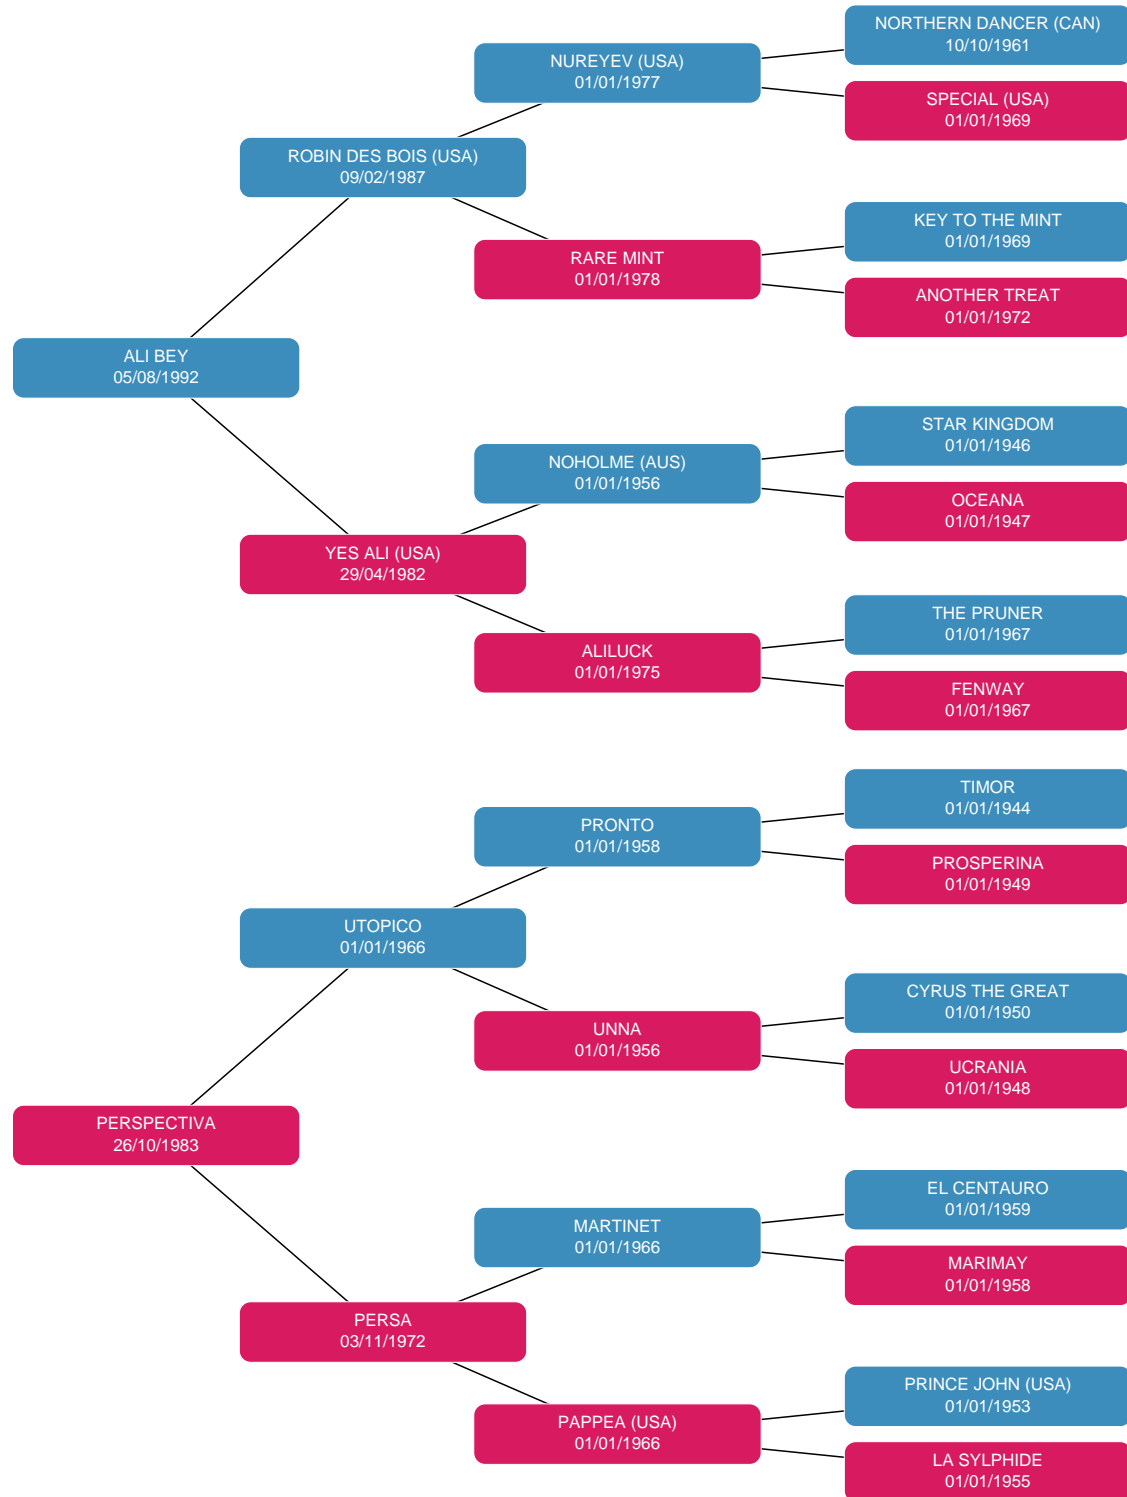 NORTHERN DANCER (CAN)
10/10/1961
NUREYEV (USA)
01/01/1977
SPECIAL (USA)
01/01/1969
ROBIN DES BOIS (USA)
09/02/1987
KEY TO THE MINT
01/01/1969
RARE MINT
01/01/1978
ANOTHER TREAT
01/01/1972
ALI BEY
05/08/1992
STAR KINGDOM
01/01/1946
NOHOLME (AUS)
01/01/1956
OCEANA
01/01/1947
YES ALI (USA)
29/04/1982
THE PRUNER
01/01/1967
ALILUCK
01/01/1975
FENWAY
01/01/1967
TIMOR
01/01/1944
PRONTO
01/01/1958
PROSPERINA
01/01/1949
UTOPICO
01/01/1966
CYRUS THE GREAT
01/01/1950
UNNA
01/01/1956
UCRANIA
01/01/1948
PERSPECTIVA
26/10/1983
EL CENTAURO
01/01/1959
MARTINET
01/01/1966
MARIMAY
01/01/1958
PERSA
03/11/1972
PRINCE JOHN (USA)
01/01/1953
PAPPEA (USA)
01/01/1966
LA SYLPHIDE
01/01/1955